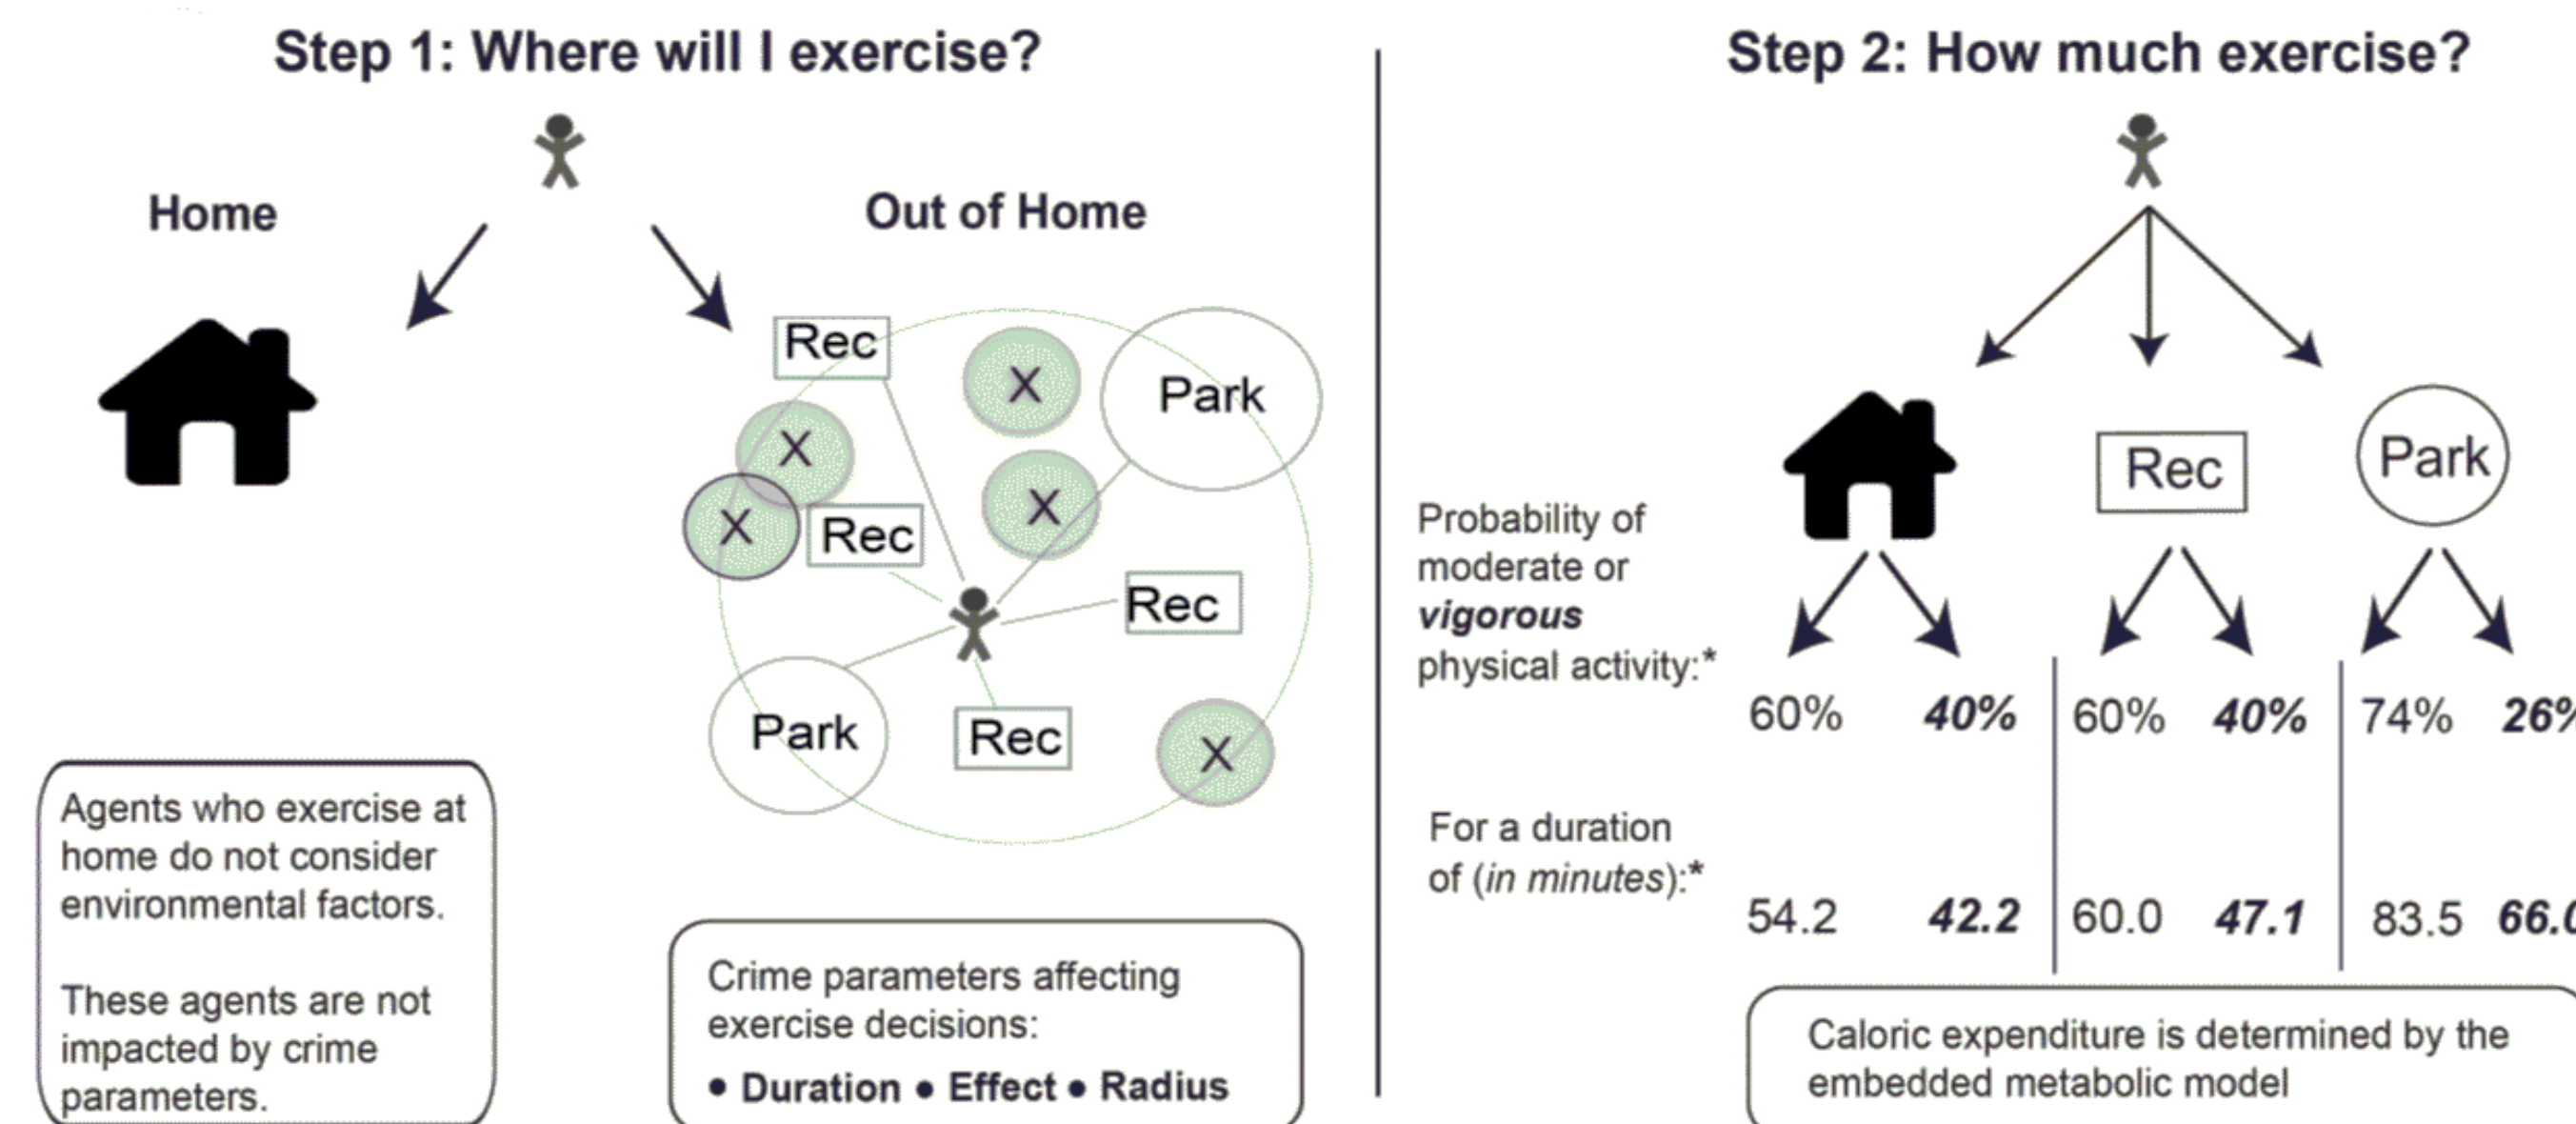 Step 1: Where will I exercise?
Home
Out of Home
Rec
X
Park
X
X
X
Rec
Rec
Park
Rec
X
Agents who exercise at
home do not consider
environmental factors.
These agents are not
impacted by crime
parameters.
Crime parameters affecting
exercise decisions:
• Duration • Effect • Radius
Step 2: How much exercise?
Rec
Park
Probability of
moderate or
vigorous
physical activity:*
60% 40% 60% 40% 74% 26%
For a duration
of (in minutes):*
54.2 42.2 60.0 47.1 83.5 66.0
Caloric expenditure is determined by the
embedded metabolic model